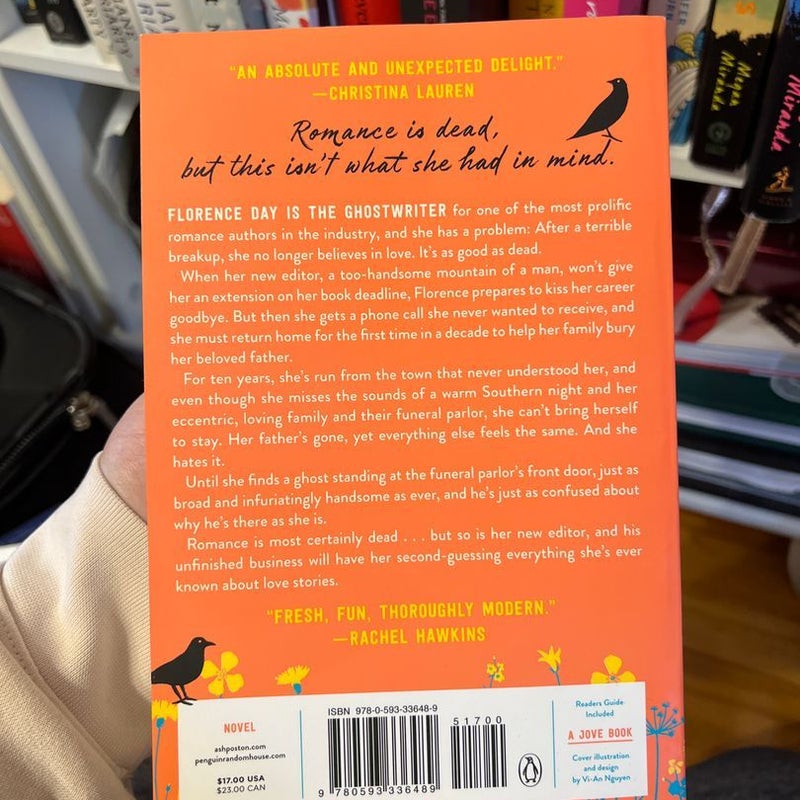 "AN ABSOLUTE AND UNEXPECTED DELIGHT."
—CHRISTINA LAUREN
Romance is dead,
but this isn't what she had in mind.
FLORENCE DAY IS THE GHOSTWRITER for one of the most prolific
romance authors in the industry, and she has a problem: After a terrible
breakup, she no longer believes in love. It's as good as dead.
When her new editor, a too-handsome mountain of a man, won't give
her an extension on her book deadline, Florence prepares to kiss her career
goodbye. But then she gets a phone call she never wanted to receive, and
she must return home for the first time in a decade to help her family bury
her beloved father.
For ten years, she's run from the town that never understood her, and
even though she misses the sounds of a warm Southern night and her
eccentric, loving family and their funeral parlor, she can't bring herself
to stay. Her father's gone, yet everything else feels the same. And she
hates it.
Until she finds a ghost standing at the funeral parlor's front door, just as
broad and infuriatingly handsome as ever, and he's just as confused about
why he's there as she is.
Romance is most certainly dead . . . but so is her new editor, and his
unfinished business will have her second-guessing everything she's ever
known about love stories.
"FRESH, FUN, THOROUGHLY MODERN."
—RACHEL HAWKINS
NOVEL
ashposton.com
penguinrandomhouse.com
$17.00 USA
$23.00 CAN
ISBN 978-0-593-33648-9
51700
9 780593 336489
Readers Guide
Included
A JOVE BOOK
Cover illustration
and design
by Vi-An Nguyen
Megan
Miranda
Miranda